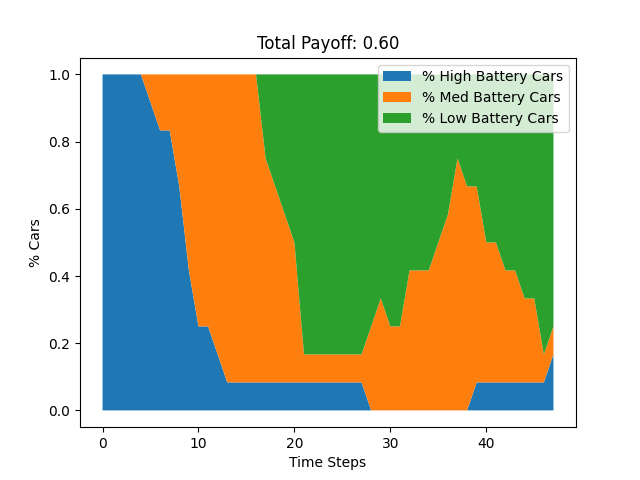 Total Payoff: 0.60
% High Battery Cars
% Med Battery Cars
% Low Battery Cars
1.0
0.8
0.6
0.4
0.2
0.0
% Cars
0 10 20 30 40
Time Steps